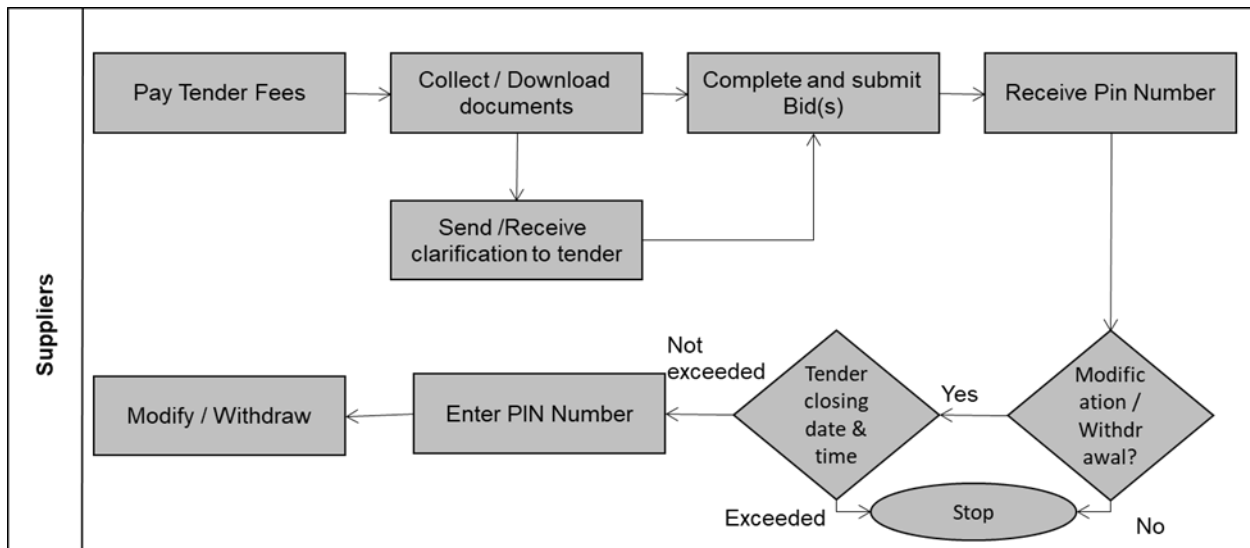 Suppliers
Pay Tender Fees
Collect / Download
documents
Complete and submit
Bid(s)
Receive Pin Number
Send /Receive
clarification to tender
Modific
ation /
Withdr
awal?
Yes
No
Tender
closing
date &
time
Not
exceeded
Exceeded
Stop
Enter PIN Number
Modify / Withdraw